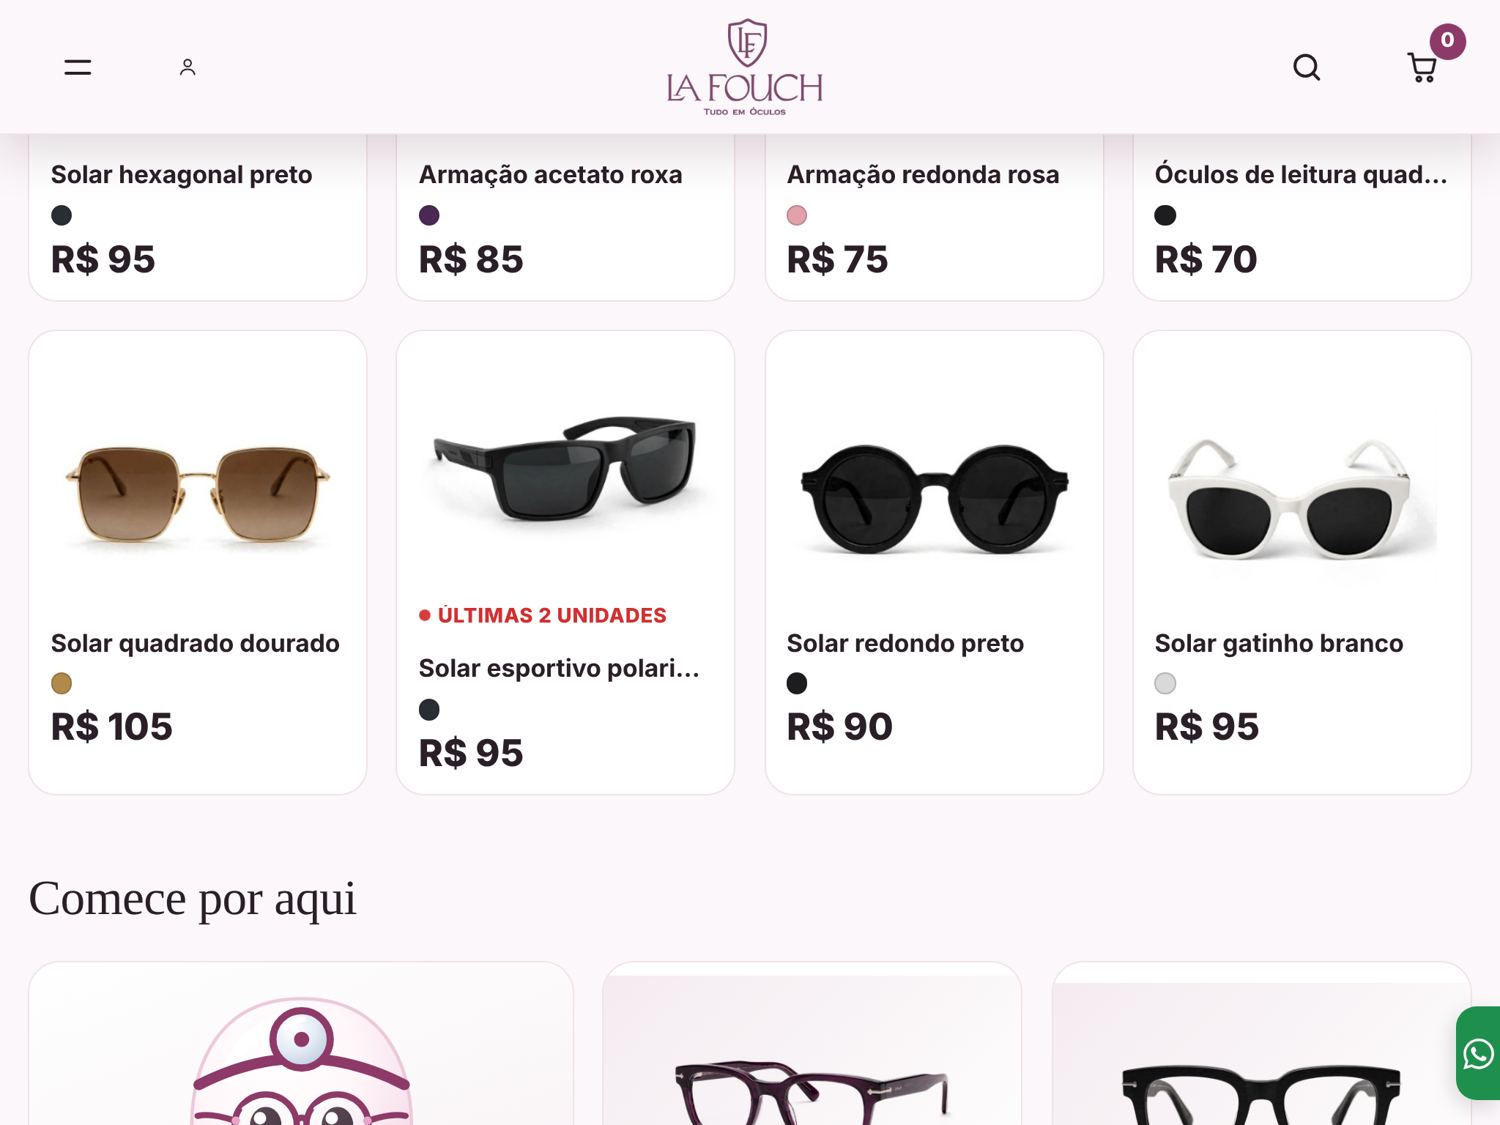 LF
LA FOUCH
TUDO EM ÓCULOS
0
Solar hexagonal preto
R$ 95
Armação acetato roxa
R$ 85
Armação redonda rosa
R$ 75
Óculos de leitura quad...
R$ 70
Solar quadrado dourado
R$ 105
ÚLTIMAS 2 UNIDADES
Solar esportivo polari...
R$ 95
Solar redondo preto
R$ 90
Solar gatinho branco
R$ 95
Comece por aqui